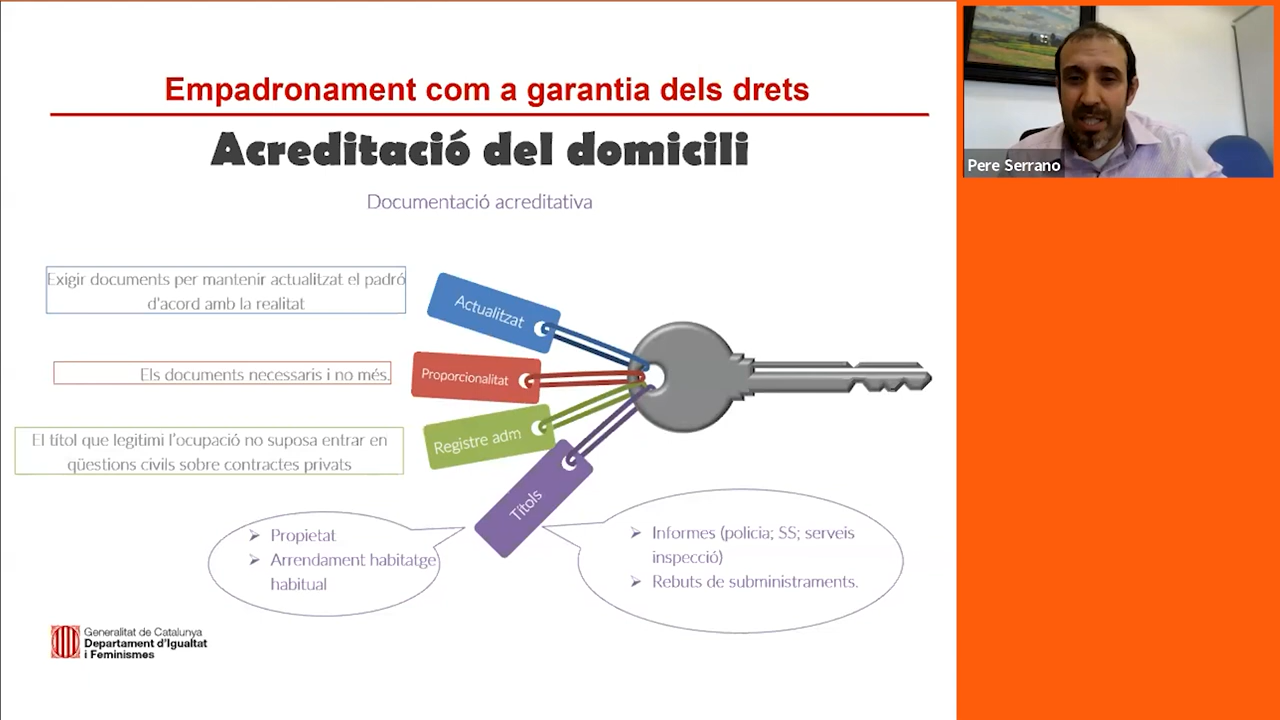 Empadronament com a garantia dels drets
Acreditació del domicili
Documentació acreditativa
Exigir documents per mantenir actualitzat el padró
d'acord amb la realitat
Actualitzat
Els documents necessaris i no més.
Proporcionalitat
El títol que legitimi l'ocupació no suposa entrar en
qüestions civils sobre contractes privats
Registre adm
Títols
Propietat
Arrendament habitatge
habitual
Informes (policia; SS; serveis
inspecció)
Rebuts de subministraments.
Generalitat de Catalunya
Departament d'Igualtat
i Feminismes
Pere Serrano